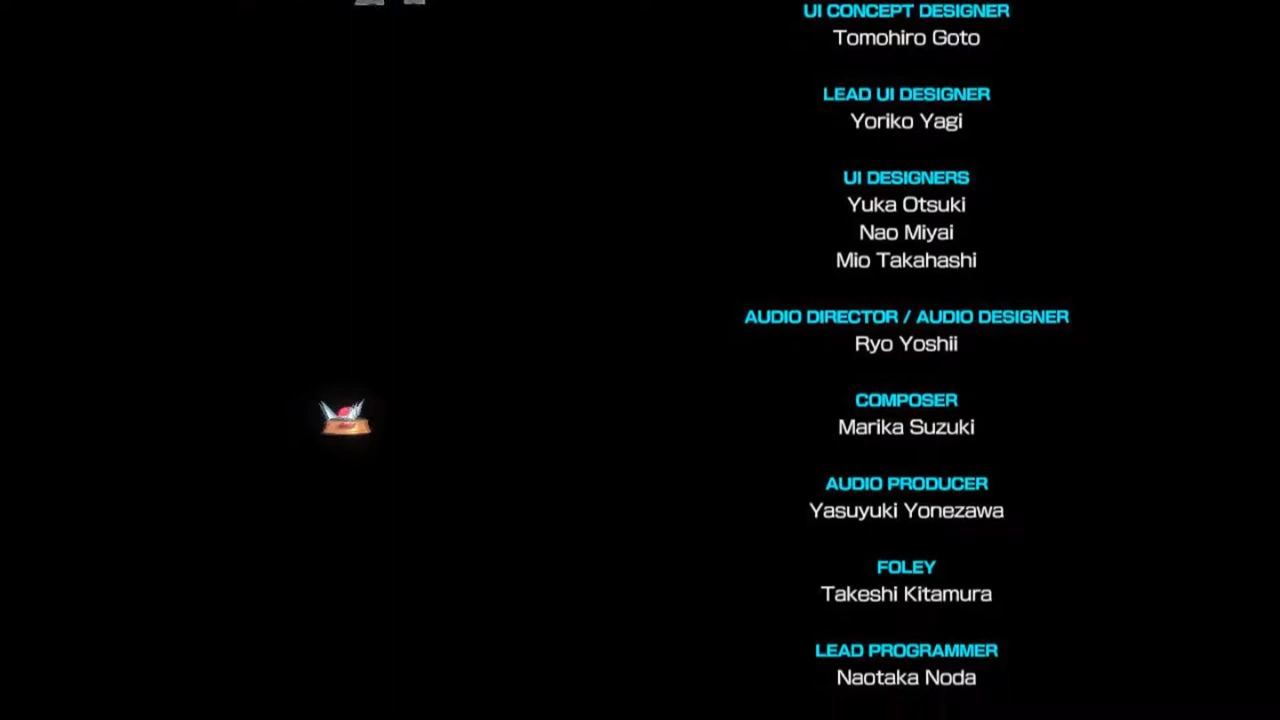 UI CONCEPT DESIGNER
Tomohiro Goto
LEAD UI DESIGNER
Yoriko Yagi
UI DESIGNERS
Yuka Otsuki
Nao Miyai
Mio Takahashi
AUDIO DIRECTOR / AUDIO DESIGNER
Ryo Yoshii
COMPOSER
Marika Suzuki
AUDIO PRODUCER
Yasuyuki Yonezawa
FOLEY
Takeshi Kitamura
LEAD PROGRAMMER
Naotaka Noda